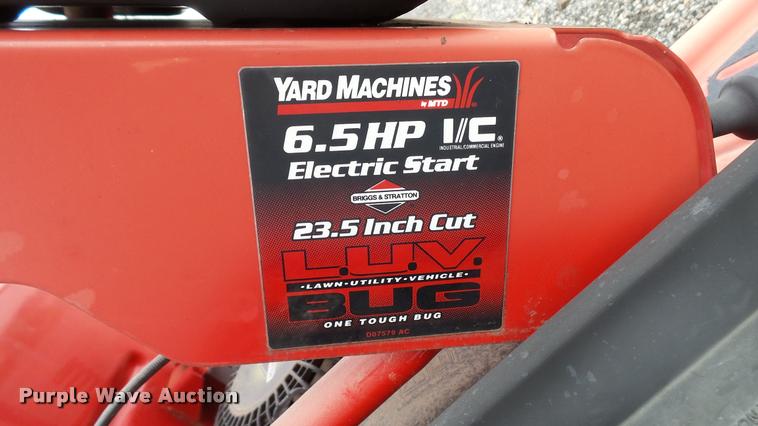 YARD MACHINES
by MTD
6.5 HP I/C®
INDUSTRIAL/COMMERCIAL ENGINE
Electric Start
BRIGGS & STRATTON
23.5 Inch Cut
L.U.V.
•LAWN-UTILITY-VEHICLE•
BUG
ONE TOUGH BUG
D07579 AC
Purple Wave Auction